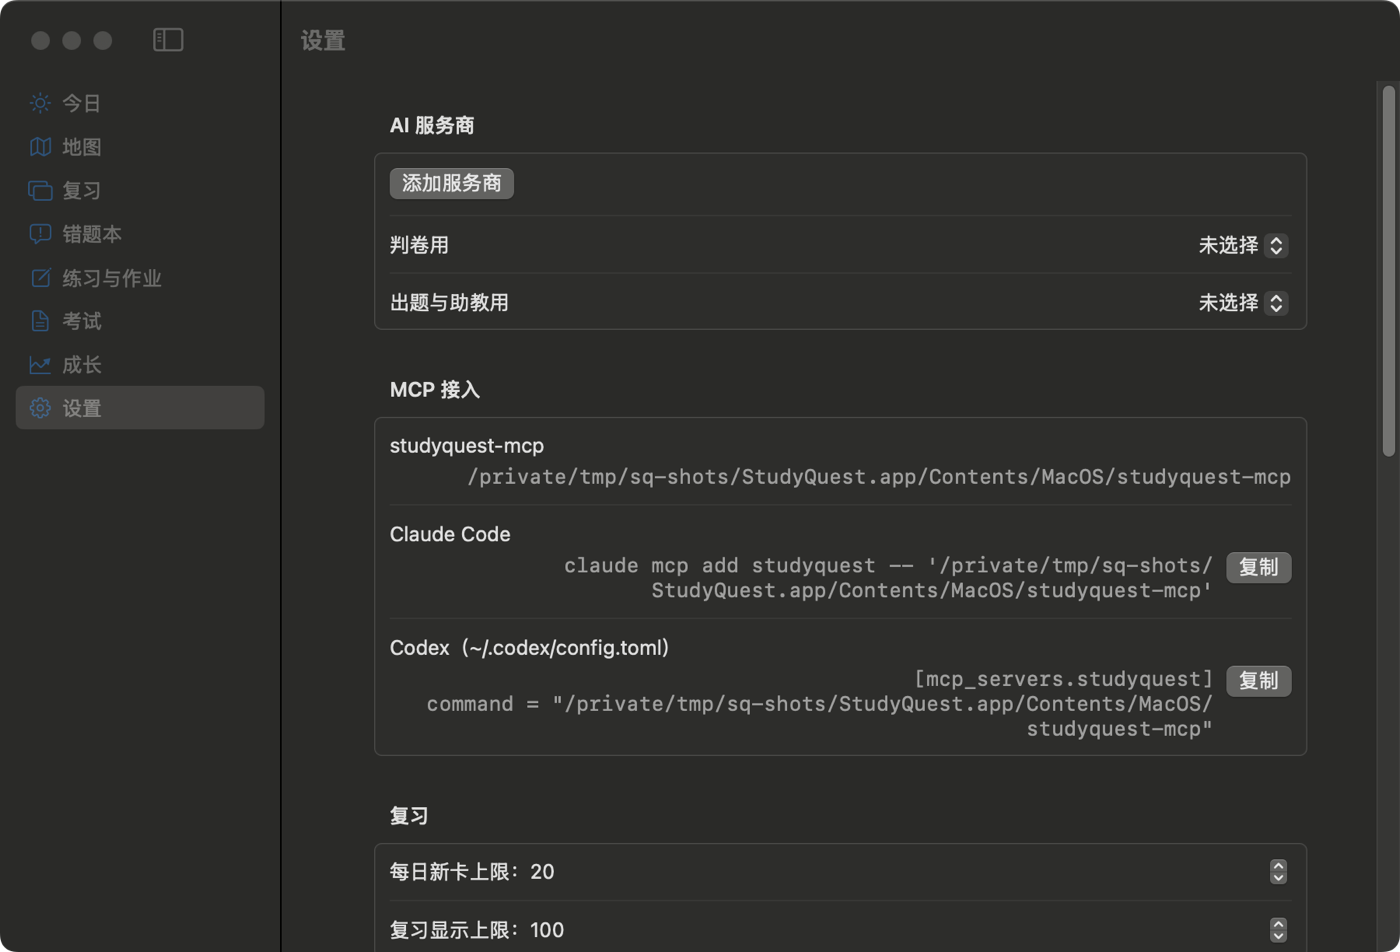 设置
今日
地图
复习
错题本
练习与作业
考试
成长
设置
AI 服务商
添加服务商
判卷用 未选择
出题与助教用 未选择
MCP 接入
studyquest-mcp
/private/tmp/sq-shots/StudyQuest.app/Contents/MacOS/studyquest-mcp
Claude Code
claude mcp add studyquest -- '/private/tmp/sq-shots/ 复制
StudyQuest.app/Contents/MacOS/studyquest-mcp'
Codex（~/.codex/config.toml）
[mcp_servers.studyquest] 复制
command = "/private/tmp/sq-shots/StudyQuest.app/Contents/MacOS/
studyquest-mcp"
复习
每日新卡上限：20
复习显示上限：100